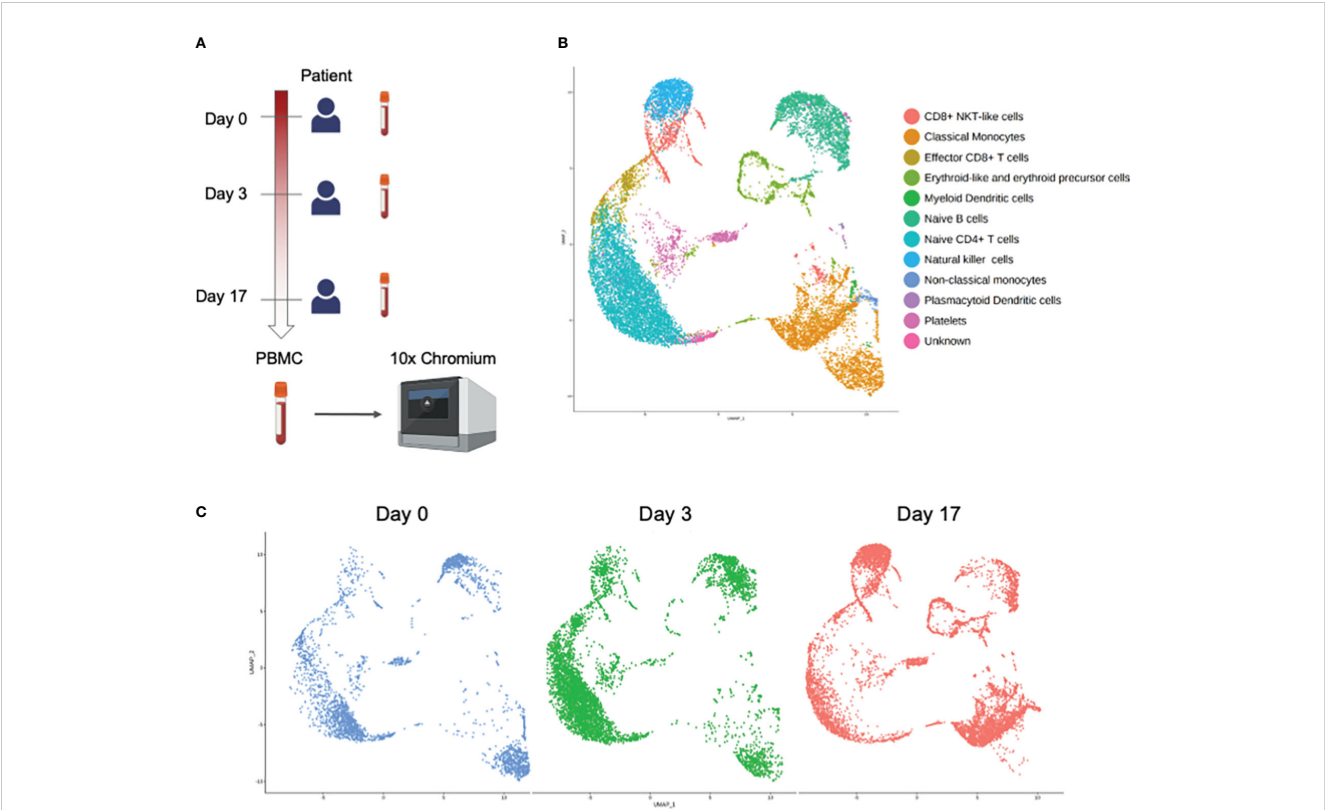 A
Patient
Day 0
Day 3
Day 17
PBMC
10x Chromium
B
CD8+ NKT-like cells
Classical Monocytes
Effector CD8+ T cells
Erythroid-like and erythroid precursor cells
Myeloid Dendritic cells
Naive B cells
Naive CD4+ T cells
Natural killer cells
Non-classical monocytes
Plasmacytoid Dendritic cells
Platelets
Unknown
UMAP_1
C
Day 0
Day 3
Day 17
UMAP_2
UMAP_1